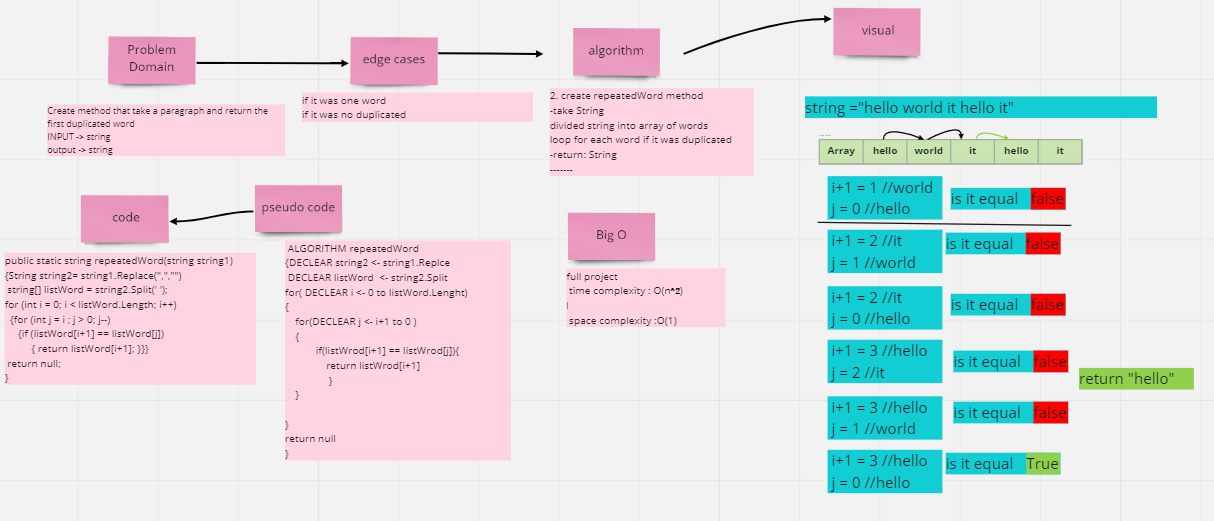 Problem
Domain
edge cases
algorithm
visual
Create method that take a paragraph and return the
first duplicated word
INPUT -> string
output -> string
if it was one word
if it was no duplicated
2. create repeatedWord method
-take String
divided string into array of words
loop for each word if it was duplicated
-return: String
-------
string ="hello world it hello it"
Array hello world it hello it
i+1 = 1 //world
j = 0 //hello
is it equal false
i+1 = 2 //it
j = 1 //world
is it equal false
i+1 = 2 //it
j = 0 //hello
is it equal false
i+1 = 3 //hello
j = 2 //it
is it equal false
return "hello"
i+1 = 3 //hello
j = 1 //world
is it equal false
i+1 = 3 //hello
j = 0 //hello
is it equal True
code
public static string repeatedWord(string string1)
{String string2= string1.Replace(",","")
string[] listWord = string2.Split(' ');
for (int i = 0; i < listWord.Length; i++)
{for (int j = i ; j > 0; j--)
{if (listWord[i+1] == listWord[j])
{ return listWord[i+1]; }}}
return null;
}
pseudo code
ALGORITHM repeatedWord
{DECLEAR string2 <- string1.Replce
DECLEAR listWord <- string2.Split
for( DECLEAR i <- 0 to listWord.Lenght)
{
for(DECLEAR j <- i+1 to 0 )
{
if(listWrod[i+1] == listWrod[j]){
return listWrod[i+1]
}
}
}
return null
}
Big O
full project
time complexity : O(n^2)
l
space complexity :O(1)